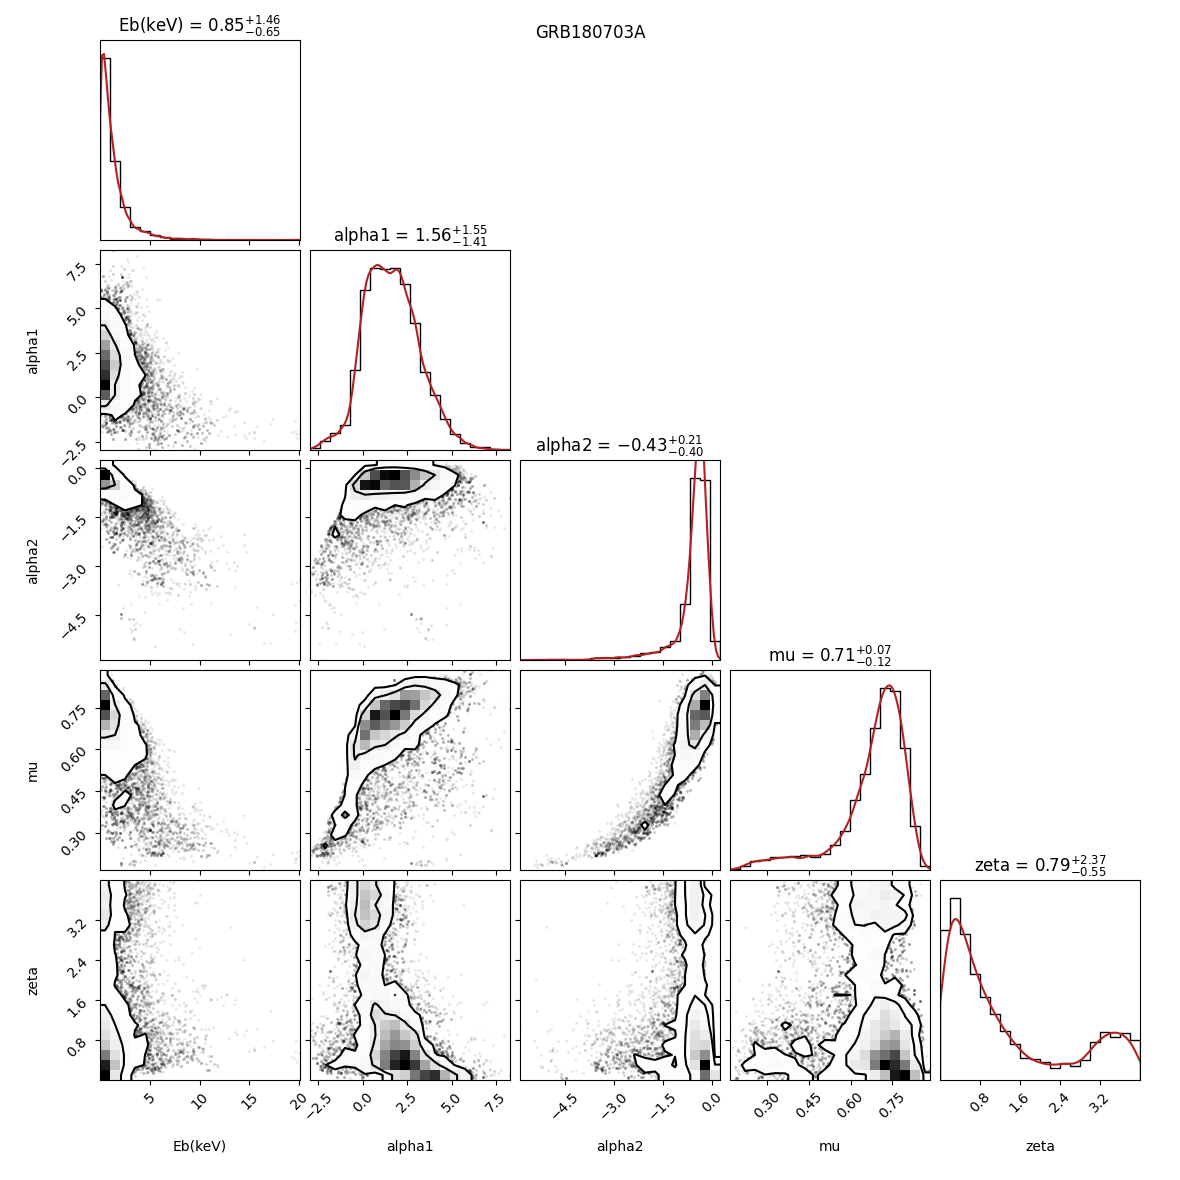 GRB180703A
Eb(keV) = 0.85+1.46−0.65
alpha1 = 1.56+1.55−1.41
7.5
5.0
2.5
0.0
−2.5
alpha1
alpha2 = −0.43+0.21−0.40
0.0
−1.5
−3.0
−4.5
alpha2
mu = 0.71+0.07−0.12
0.75
0.60
0.45
0.30
mu
zeta = 0.79+2.37−0.55
3.2
2.4
1.6
0.8
zeta
5 10 15 20
−2.5 0.0 2.5 5.0 7.5
−4.5 −3.0 −1.5 0.0
0.30 0.45 0.60 0.75
0.8 1.6 2.4 3.2
Eb(keV) alpha1 alpha2 mu zeta